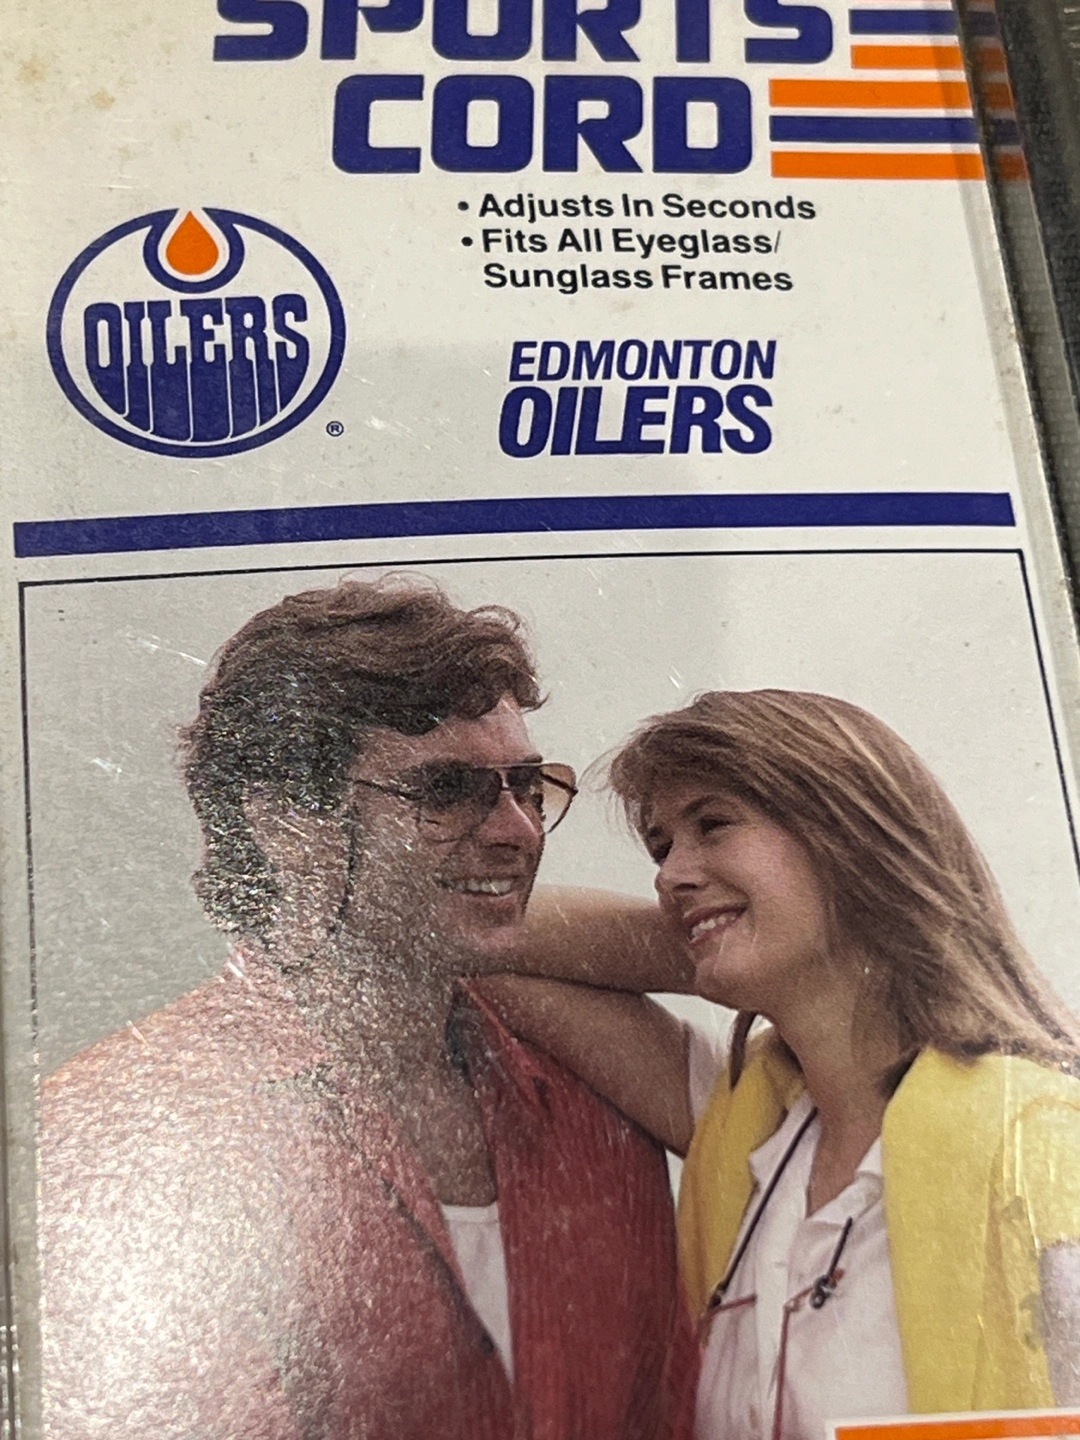 SPORTS
CORD
• Adjusts In Seconds
• Fits All Eyeglass/
Sunglass Frames
OILERS
®
EDMONTON
OILERS